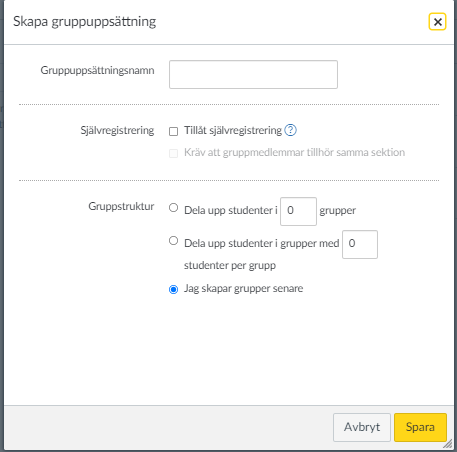 Skapa gruppuppsättning
Gruppuppsättningsnamn
Självregistrering
Tillåt självregistrering ?
Kräv att gruppmedlemmar tillhör samma sektion
Gruppstruktur
Dela upp studenter i 0 grupper
Dela upp studenter i grupper med 0
studenter per grupp
Jag skapar grupper senare
Avbryt
Spara